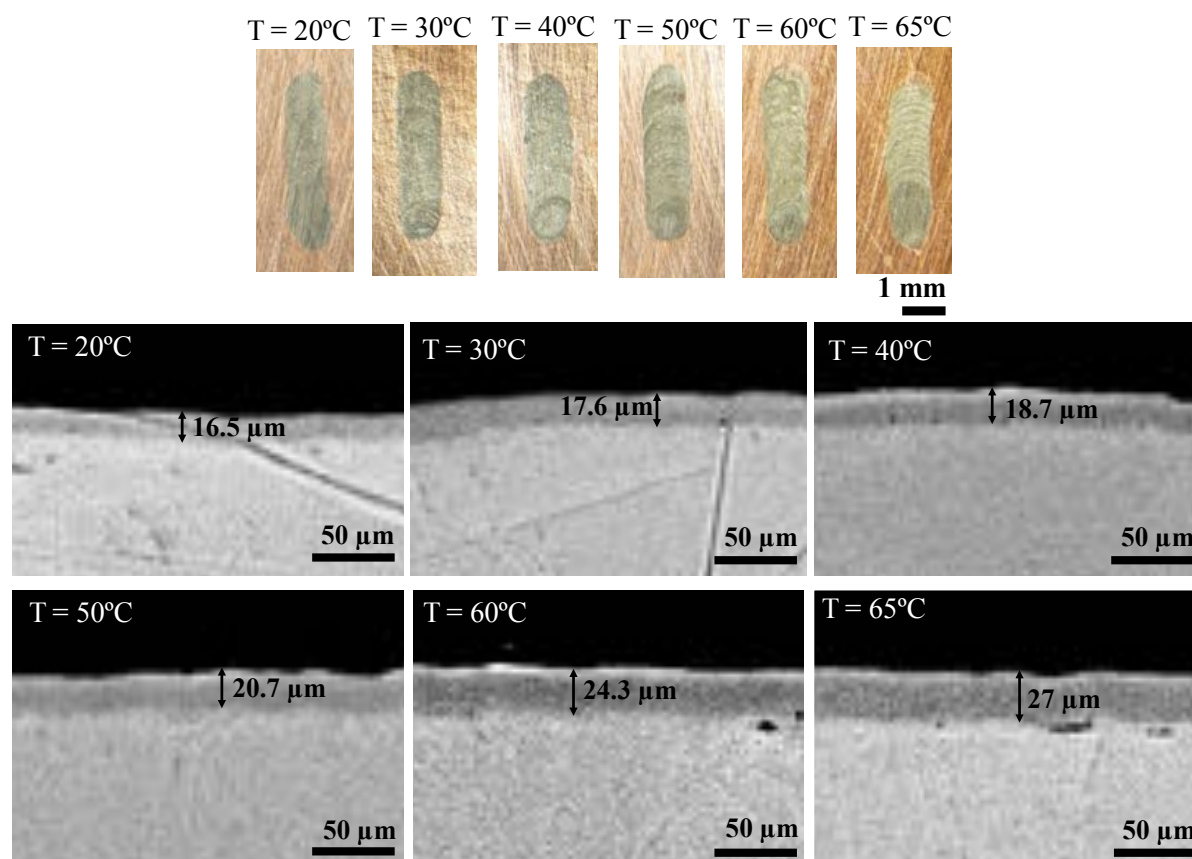 T = 20ºC T = 30ºC T = 40ºC T = 50ºC T = 60ºC T = 65ºC
1 mm
T = 20ºC
16.5 µm
50 µm
T = 30ºC
17.6 µm
50 µm
T = 40ºC
18.7 µm
50 µm
T = 50ºC
20.7 µm
50 µm
T = 60ºC
24.3 µm
50 µm
T = 65ºC
27 µm
50 µm